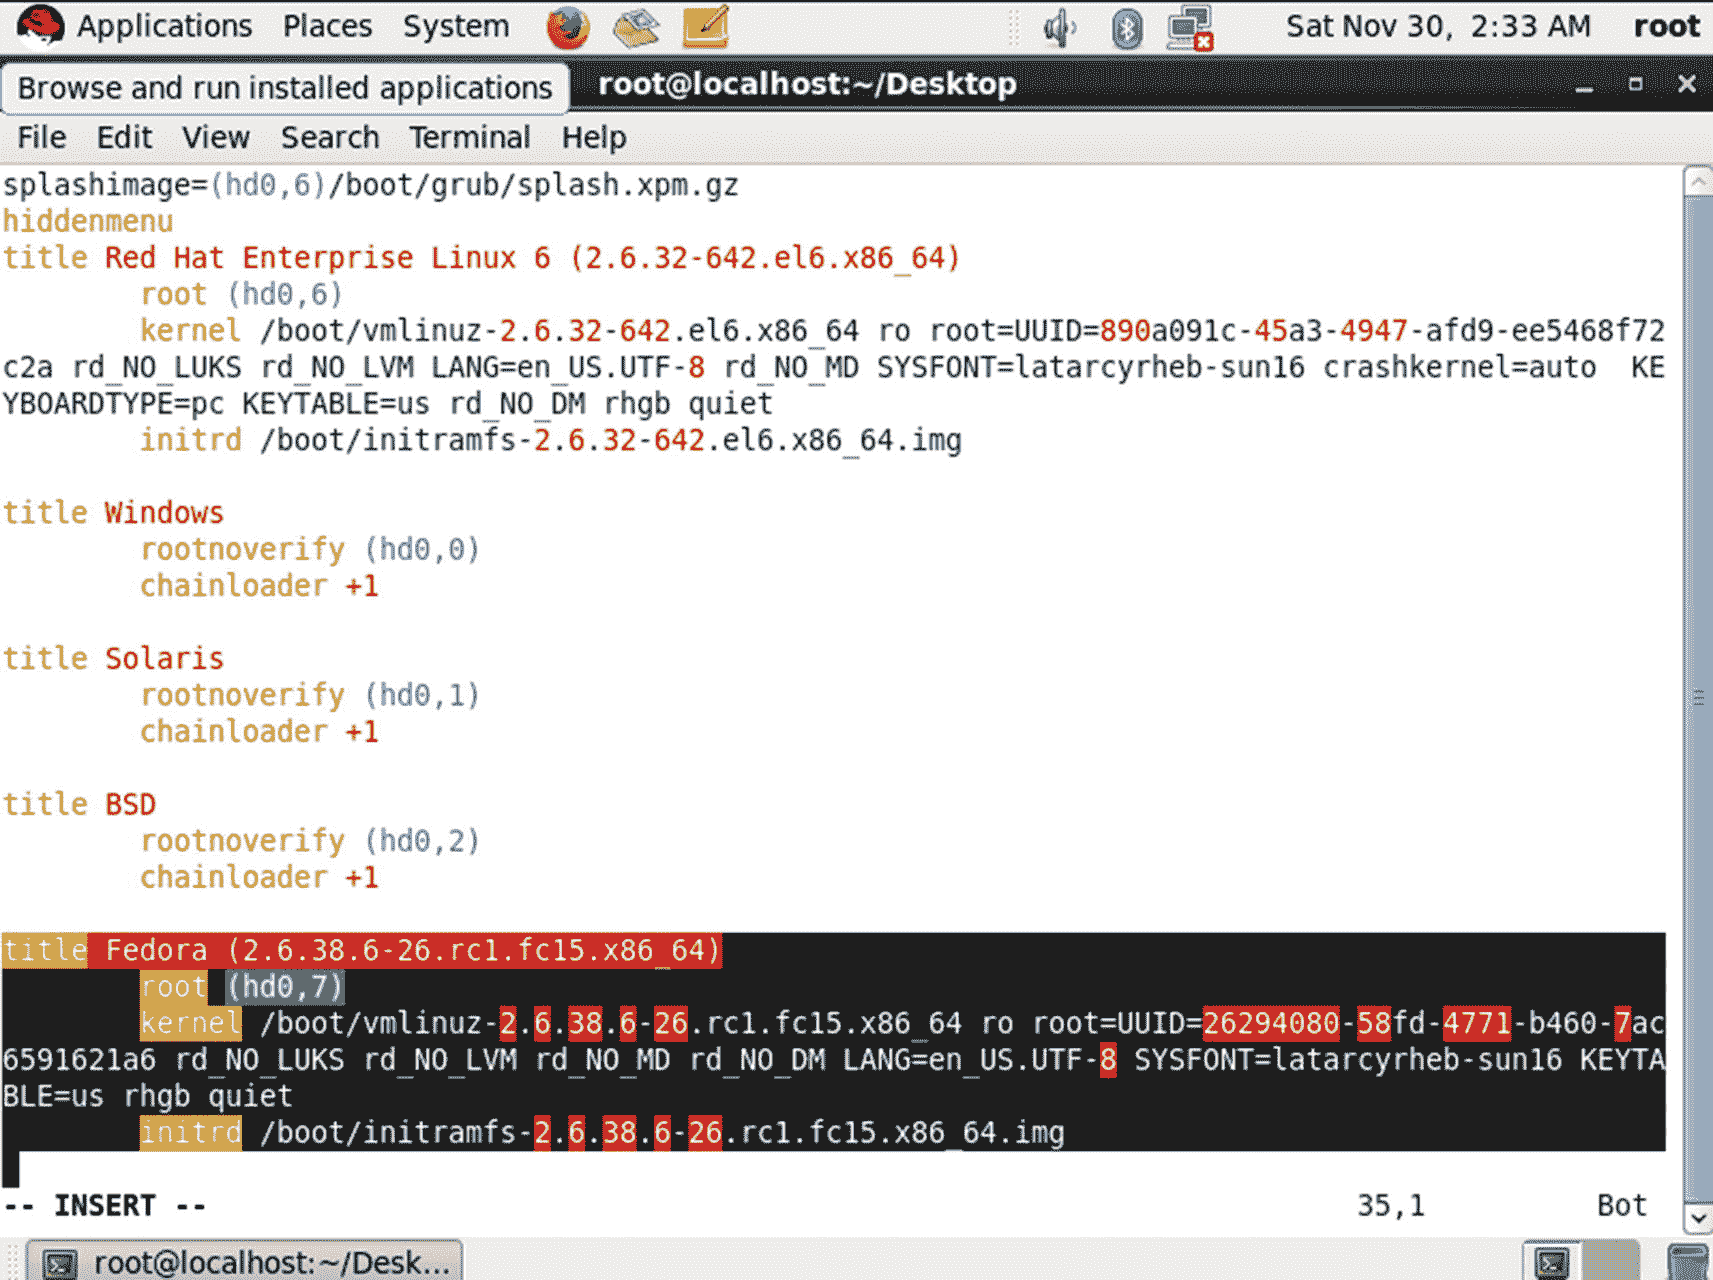 Applications Places System Sat Nov 30, 2:33 AM root
Browse and run installed applications root@localhost:~/Desktop
File Edit View Search Terminal Help
splashimage=(hd0,6)/boot/grub/splash.xpm.gz
hiddenmenu
title Red Hat Enterprise Linux 6 (2.6.32-642.el6.x86_64)
root (hd0,6)
kernel /boot/vmlinuz-2.6.32-642.el6.x86_64 ro root=UUID=890a091c-45a3-4947-afd9-ee5468f72
c2a rd_NO_LUKS rd_NO_LVM LANG=en_US.UTF-8 rd_NO_MD SYSFONT=latarcyrheb-sun16 crashkernel=auto KE
YBOARDTYPE=pc KEYTABLE=us rd_NO_DM rhgb quiet
initrd /boot/initramfs-2.6.32-642.el6.x86_64.img
title Windows
rootnoverify (hd0,0)
chainloader +1
title Solaris
rootnoverify (hd0,1)
chainloader +1
title BSD
rootnoverify (hd0,2)
chainloader +1
title Fedora (2.6.38.6-26.rc1.fc15.x86_64)
root (hd0,7)
kernel /boot/vmlinuz-2.6.38.6-26.rc1.fc15.x86_64 ro root=UUID=26294080-58fd-4771-b460-7ac
6591621a6 rd_NO_LUKS rd_NO_LVM rd_NO_MD rd_NO_DM LANG=en_US.UTF-8 SYSFONT=latarcyrheb-sun16 KEYTA
BLE=us rhgb quiet
initrd /boot/initramfs-2.6.38.6-26.rc1.fc15.x86_64.img
-- INSERT -- 35,1 Bot
root@localhost:~/Desk...